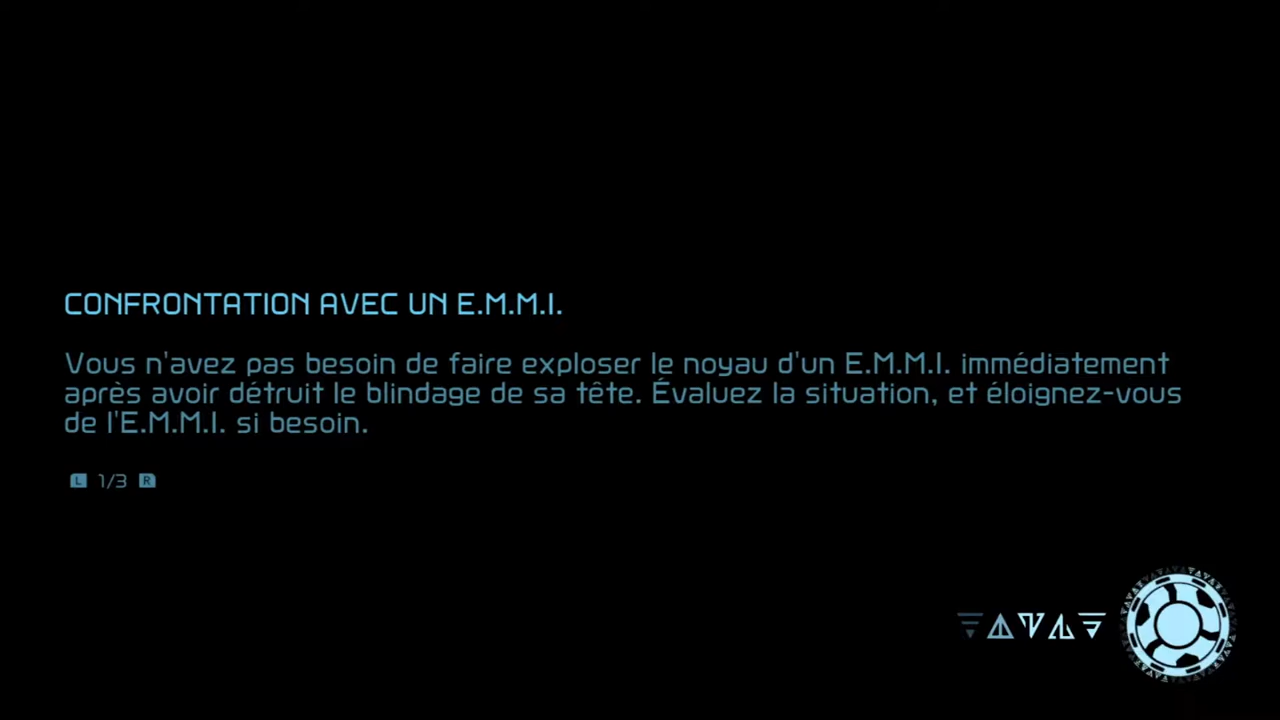 CONFRONTATION AVEC UN E.M.M.I.
Vous n'avez pas besoin de faire exploser le noyau d'un E.M.M.I. immédiatement
après avoir détruit le blindage de sa tête. Évaluez la situation, et éloignez-vous
de l'E.M.M.I. si besoin.
L 1/3 R